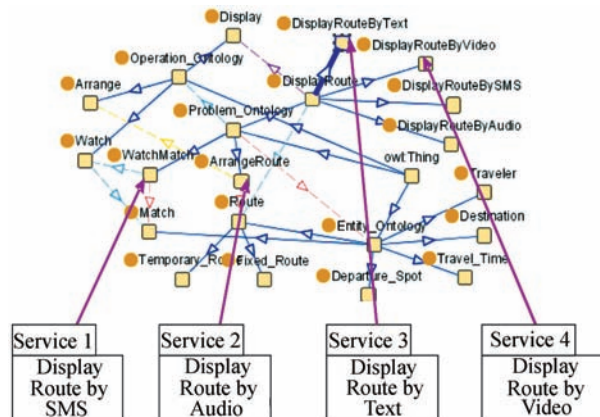 Display
DisplayRouteByText
DisplayRouteByVideo
Operation_Ontology
Arrange
DisplayRoute
DisplayRouteBySMS
Problem_Ontology
DisplayRouteByAudio
Watch
WatchMatch
ArrangeRoute
owl:Thing
Traveler
Match
Route
Entity_Ontology
Destination
Temporary_Route
Fixed_Route
Departure_Spot
Travel_Time
Service 1
Display
Route by
SMS
Service 2
Display
Route by
Audio
Service 3
Display
Route by
Text
Service 4
Display
Route by
Video